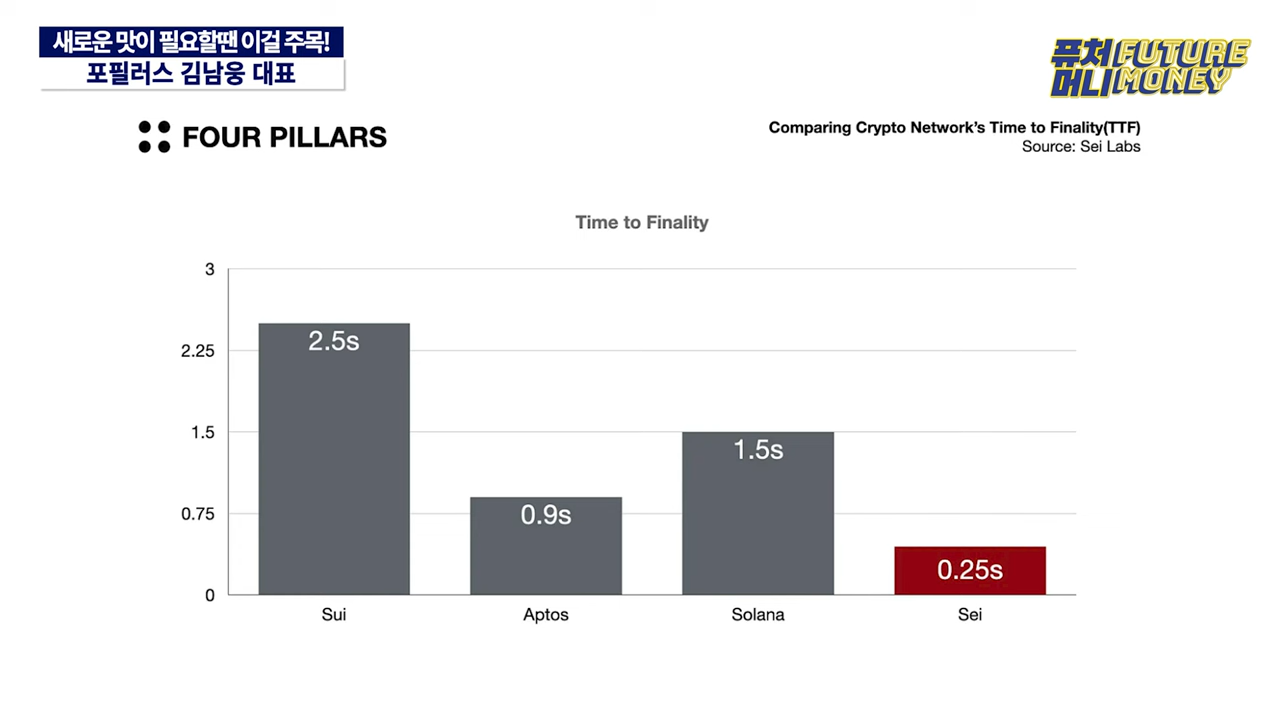 새로운 맛이 필요할땐 이걸 주목!
포필러스 김남웅 대표
퓨처머니 FUTURE MONEY
FOUR PILLARS
Comparing Crypto Network's Time to Finality(TTF)
Source: Sei Labs
Time to Finality
3
2.25
1.5
0.75
0
2.5s
0.9s
1.5s
0.25s
Sui
Aptos
Solana
Sei